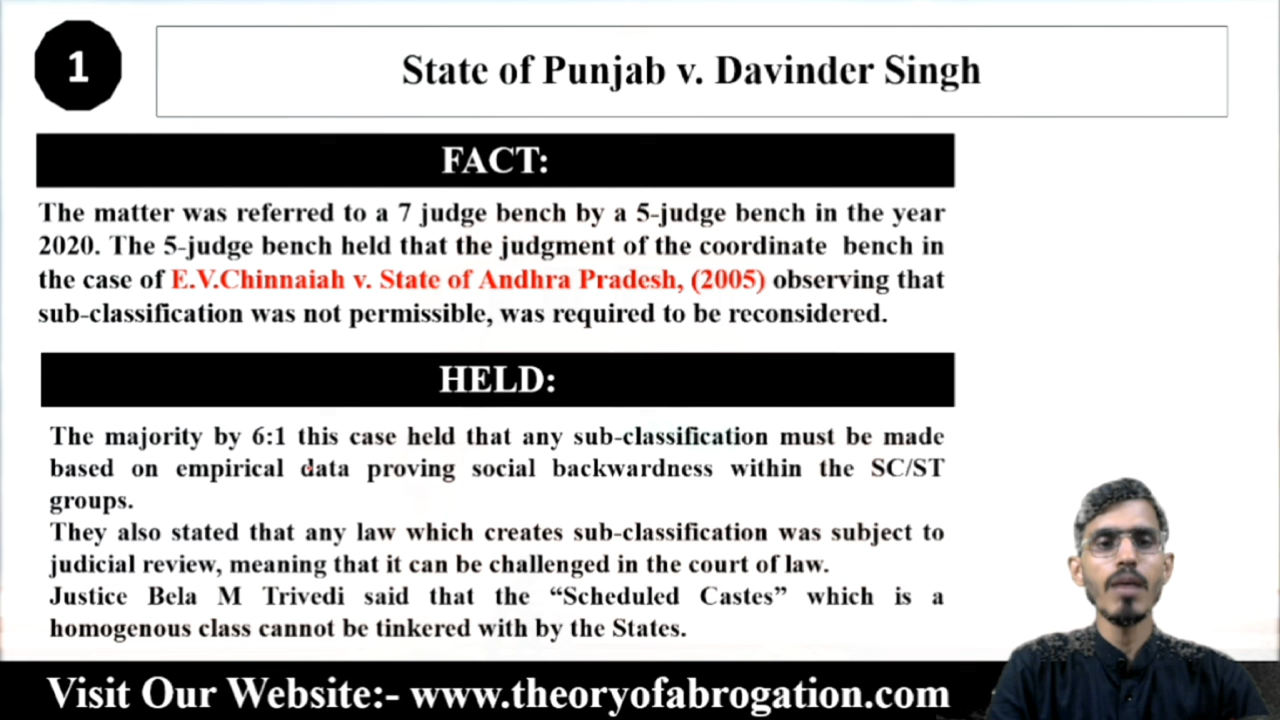 1
State of Punjab v. Davinder Singh
FACT:
The matter was referred to a 7 judge bench by a 5-judge bench in the year
2020. The 5-judge bench held that the judgment of the coordinate bench in
the case of E.V.Chinnaiah v. State of Andhra Pradesh, (2005) observing that
sub-classification was not permissible, was required to be reconsidered.
HELD:
The majority by 6:1 this case held that any sub-classification must be made
based on empirical data proving social backwardness within the SC/ST
groups.
They also stated that any law which creates sub-classification was subject to
judicial review, meaning that it can be challenged in the court of law.
Justice Bela M Trivedi said that the “Scheduled Castes” which is a
homogenous class cannot be tinkered with by the States.
Visit Our Website:- www.theoryofabrogation.com